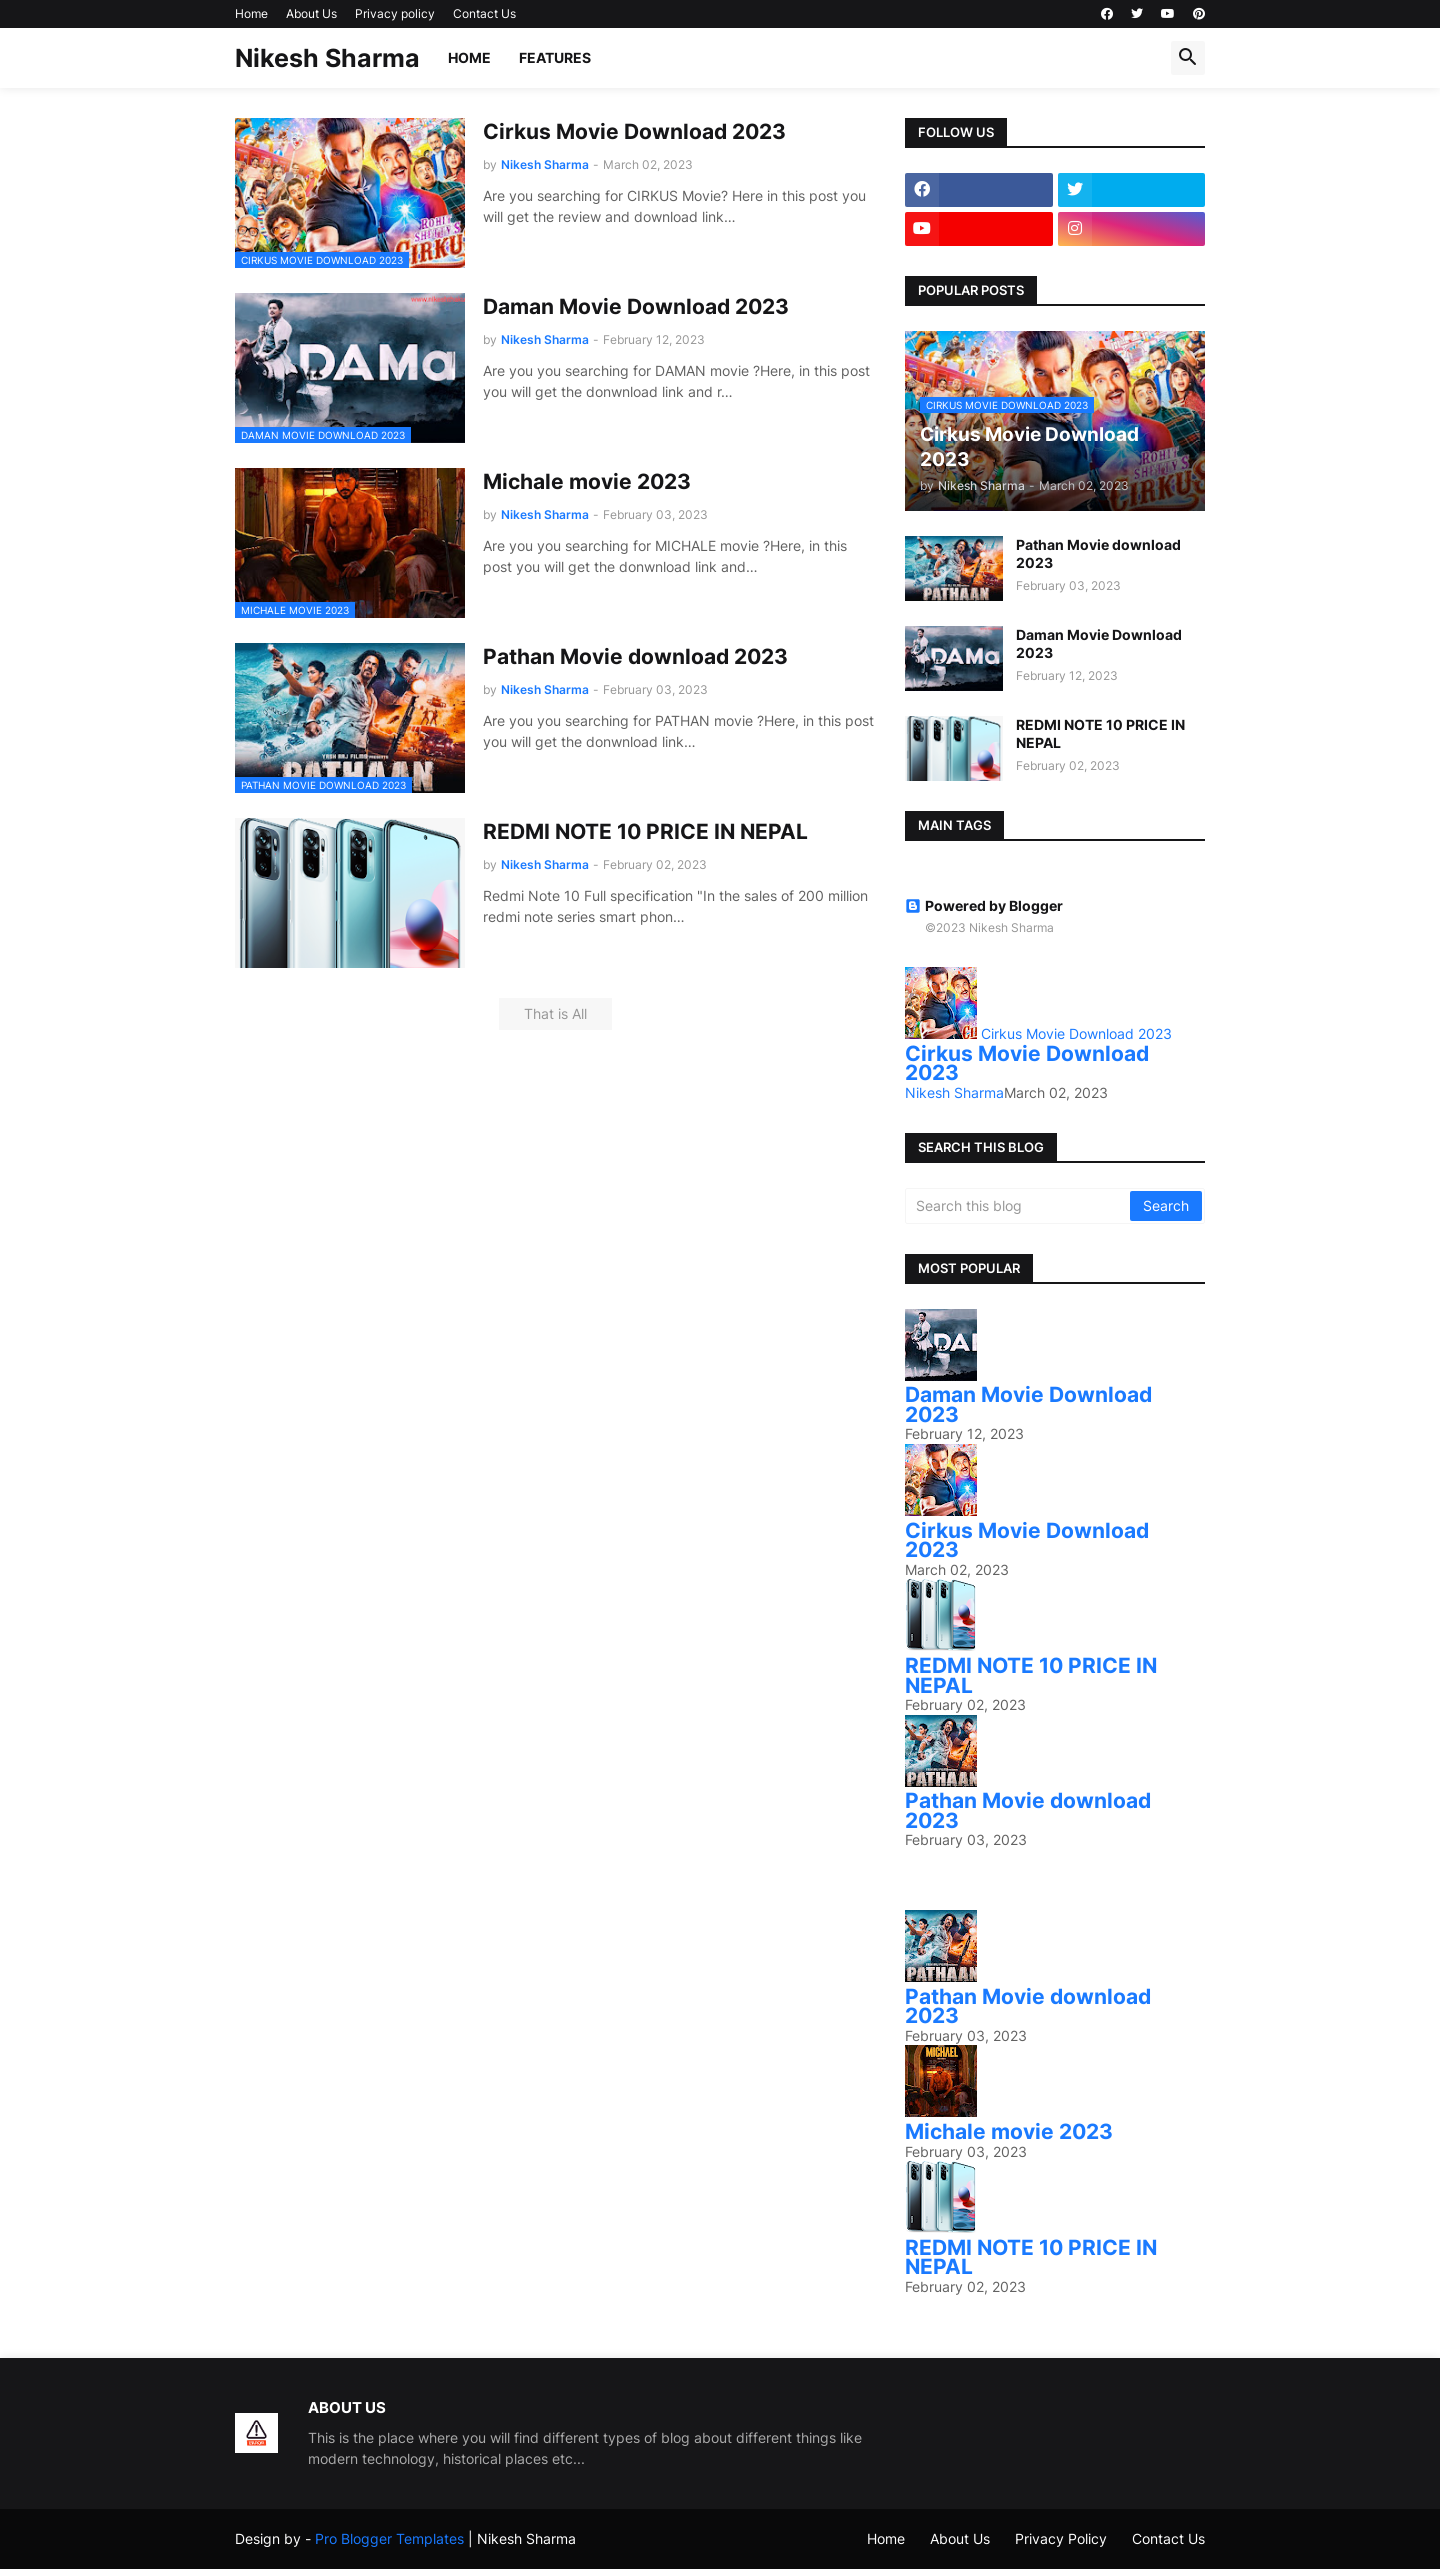 Home About Us Privacy policy Contact Us
Nikesh Sharma HOME FEATURES
CIRKUS MOVIE DOWNLOAD 2023
Cirkus Movie Download 2023
by Nikesh Sharma - March 02, 2023
Are you searching for CIRKUS Movie? Here in this post you
will get the review and download link...
DAMa
DAMAN MOVIE DOWNLOAD 2023
Daman Movie Download 2023
by Nikesh Sharma - February 12, 2023
Are you you searching for DAMAN movie ?Here, in this post
you will get the donwnload link and r...
MICHALE MOVIE 2023
Michale movie 2023
by Nikesh Sharma - February 03, 2023
Are you you searching for MICHALE movie ?Here, in this
post you will get the donwnload link and...
PATHAAN
PATHAN MOVIE DOWNLOAD 2023
Pathan Movie download 2023
by Nikesh Sharma - February 03, 2023
Are you you searching for PATHAN movie ?Here, in this post
you will get the donwnload link...
REDMI NOTE 10 PRICE IN NEPAL
by Nikesh Sharma - February 02, 2023
Redmi Note 10 Full specification "In the sales of 200 million
redmi note series smart phon...
That is All
FOLLOW US
POPULAR POSTS
CIRKUS MOVIE DOWNLOAD 2023
Cirkus Movie Download
2023
by Nikesh Sharma - March 02, 2023
PATHAAN
Pathan Movie download
2023
February 03, 2023
DAMa
Daman Movie Download
2023
February 12, 2023
REDMI NOTE 10 PRICE IN
NEPAL
February 02, 2023
MAIN TAGS
Powered by Blogger
©2023 Nikesh Sharma
Cirkus Movie Download 2023
Cirkus Movie Download
2023
Nikesh SharmaMarch 02, 2023
SEARCH THIS BLOG
Search this blog Search
MOST POPULAR
Daman Movie Download
2023
February 12, 2023
Cirkus Movie Download
2023
March 02, 2023
REDMI NOTE 10 PRICE IN
NEPAL
February 02, 2023
PATHAAN
Pathan Movie download
2023
February 03, 2023
PATHAAN
Pathan Movie download
2023
February 03, 2023
MICHAEL
Michale movie 2023
February 03, 2023
REDMI NOTE 10 PRICE IN
NEPAL
February 02, 2023
ABOUT US
This is the place where you will find different types of blog about different things like
modern technology, historical places etc...
Design by - Pro Blogger Templates | Nikesh Sharma
Home About Us Privacy Policy Contact Us